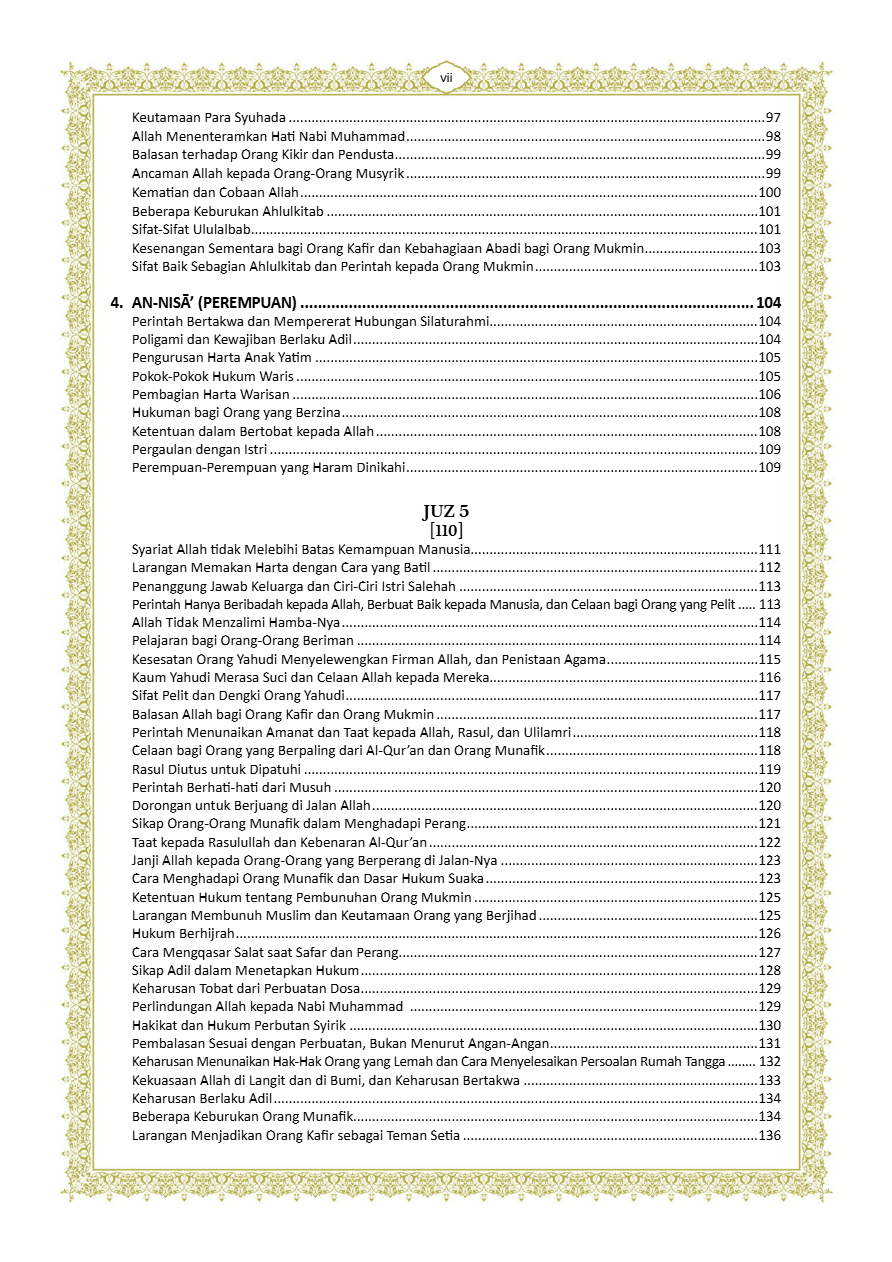 vii
Keutamaan Para Syuhada ........ 97
Allah Menenteramkan Hati Nabi Muhammad ........ 98
Balasan terhadap Orang Kikir dan Pendusta ........ 99
Ancaman Allah kepada Orang-Orang Musyrik ........ 99
Kematian dan Cobaan Allah ........ 100
Beberapa Keburukan Ahlulkitab ........ 101
Sifat-Sifat Ululalbab ........ 101
Kesenangan Sementara bagi Orang Kafir dan Kebahagiaan Abadi bagi Orang Mukmin ........ 103
Sifat Baik Sebagian Ahlulkitab dan Perintah kepada Orang Mukmin ........ 103
4. AN-NISĀ’ (PEREMPUAN) ........ 104
Perintah Bertakwa dan Mempererat Hubungan Silaturahmi ........ 104
Poligami dan Kewajiban Berlaku Adil ........ 104
Pengurusan Harta Anak Yatim ........ 105
Pokok-Pokok Hukum Waris ........ 105
Pembagian Harta Warisan ........ 106
Hukuman bagi Orang yang Berzina ........ 108
Ketentuan dalam Bertobat kepada Allah ........ 108
Pergaulan dengan Istri ........ 109
Perempuan-Perempuan yang Haram Dinikahi ........ 109
JUZ 5
[110]
Syariat Allah tidak Melebihi Batas Kemampuan Manusia ........ 111
Larangan Memakan Harta dengan Cara yang Batil ........ 112
Penanggung Jawab Keluarga dan Ciri-Ciri Istri Salehah ........ 113
Perintah Hanya Beribadah kepada Allah, Berbuat Baik kepada Manusia, dan Celaan bagi Orang yang Pelit ..... 113
Allah Tidak Menzalimi Hamba-Nya ........ 114
Pelajaran bagi Orang-Orang Beriman ........ 114
Kesesatan Orang Yahudi Menyelewengkan Firman Allah, dan Penistaan Agama ........ 115
Kaum Yahudi Merasa Suci dan Celaan Allah kepada Mereka ........ 116
Sifat Pelit dan Dengki Orang Yahudi ........ 117
Balasan Allah bagi Orang Kafir dan Orang Mukmin ........ 117
Perintah Menunaikan Amanat dan Taat kepada Allah, Rasul, dan Ulilamri ........ 118
Celaan bagi Orang yang Berpaling dari Al-Qur’an dan Orang Munafik ........ 118
Rasul Diutus untuk Dipatuhi ........ 119
Perintah Berhati-hati dari Musuh ........ 120
Dorongan untuk Berjuang di Jalan Allah ........ 120
Sikap Orang-Orang Munafik dalam Menghadapi Perang ........ 121
Taat kepada Rasulullah dan Kebenaran Al-Qur’an ........ 122
Janji Allah kepada Orang-Orang yang Berperang di Jalan-Nya ........ 123
Cara Menghadapi Orang Munafik dan Dasar Hukum Suaka ........ 123
Ketentuan Hukum tentang Pembunuhan Orang Mukmin ........ 125
Larangan Membunuh Muslim dan Keutamaan Orang yang Berjihad ........ 125
Hukum Berhijrah ........ 126
Cara Mengqasar Salat saat Safar dan Perang ........ 127
Sikap Adil dalam Menetapkan Hukum ........ 128
Keharusan Tobat dari Perbuatan Dosa ........ 129
Perlindungan Allah kepada Nabi Muhammad ........ 129
Hakikat dan Hukum Perbutan Syirik ........ 130
Pembalasan Sesuai dengan Perbuatan, Bukan Menurut Angan-Angan ........ 131
Keharusan Menunaikan Hak-Hak Orang yang Lemah dan Cara Menyelesaikan Persoalan Rumah Tangga ........ 132
Kekuasaan Allah di Langit dan di Bumi, dan Keharusan Bertakwa ........ 133
Keharusan Berlaku Adil ........ 134
Beberapa Keburukan Orang Munafik ........ 134
Larangan Menjadikan Orang Kafir sebagai Teman Setia ........ 136